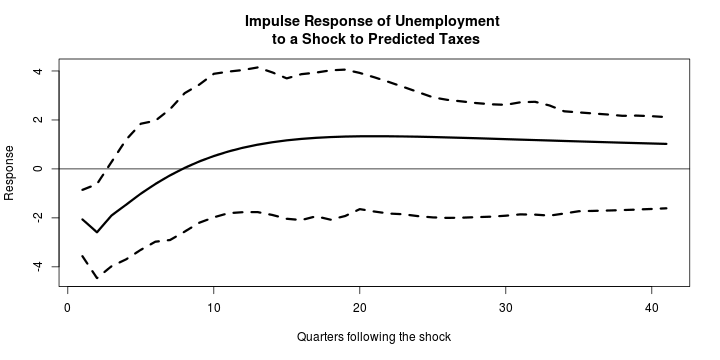 Impulse Response of Unemployment
to a Shock to Predicted Taxes
Response
4
2
0
-2
-4
0 10 20 30 40
Quarters following the shock